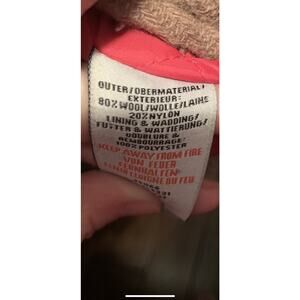 OUTER/OBERMATERIAL/
EXTERIEUR:
80% WOOL/WOLLE/LAINE
20% NYLON
LINING & WADDING/
FUTTER & WATTIERUNG/
DOUBLURE &
REMBOURRAGE:
100% POLYESTER
KEEP AWAY FROM FIRE
VON FEUER
FERNHALTEN